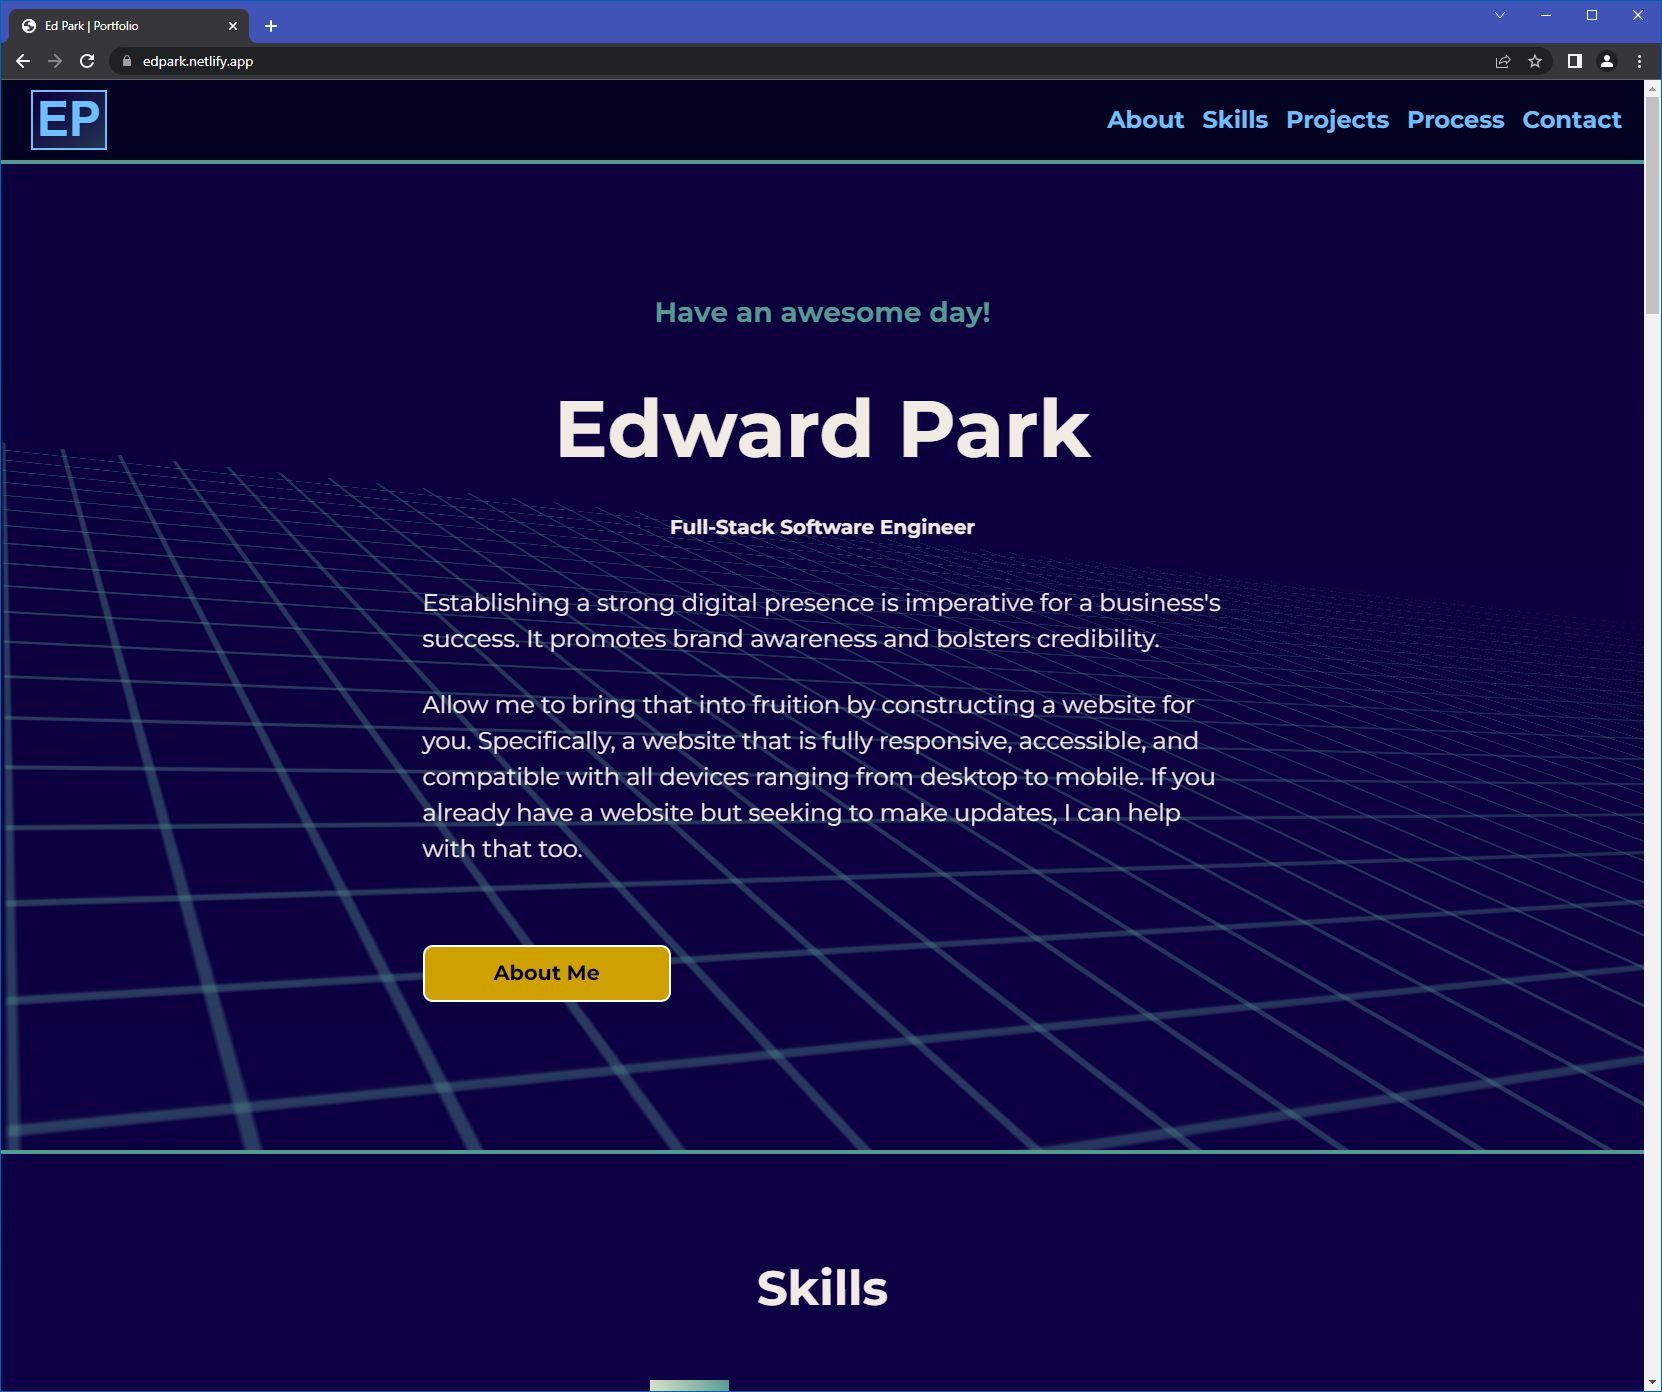 Ed Park | Portfolio
edpark.netlify.app
EP
About Skills Projects Process Contact
Have an awesome day!
Edward Park
Full-Stack Software Engineer
Establishing a strong digital presence is imperative for a business's
success. It promotes brand awareness and bolsters credibility.
Allow me to bring that into fruition by constructing a website for
you. Specifically, a website that is fully responsive, accessible, and
compatible with all devices ranging from desktop to mobile. If you
already have a website but seeking to make updates, I can help
with that too.
About Me
Skills